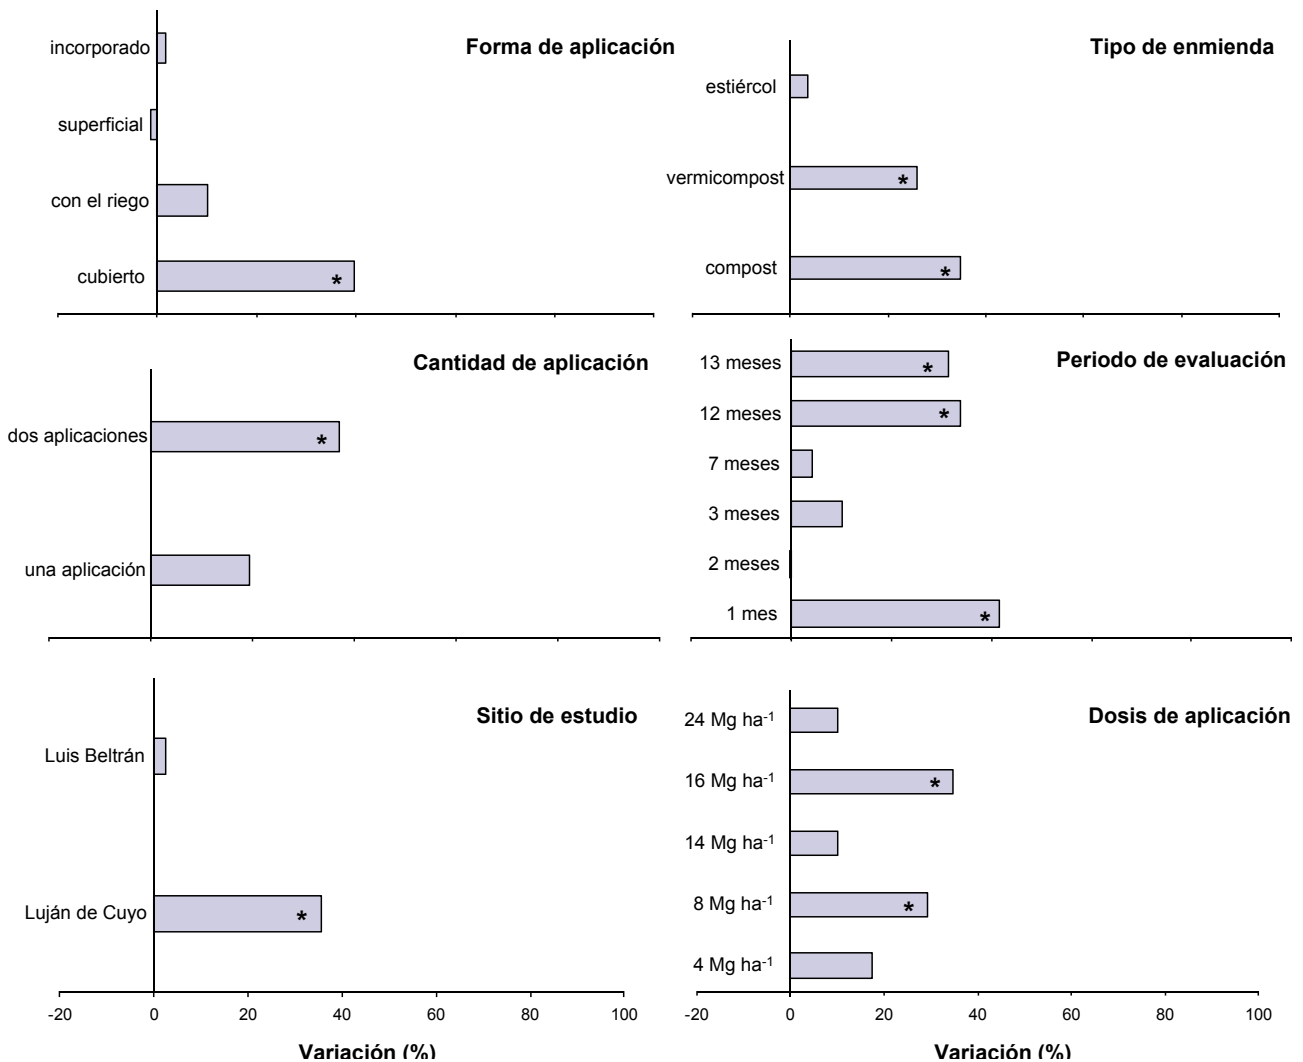 Forma de aplicación
incorporado
superficial
con el riego
cubierto
*
Tipo de enmienda
estiércol
vermicompost
*
compost
*
Cantidad de aplicación
dos aplicaciones
*
una aplicación
Periodo de evaluación
13 meses
*
12 meses
*
7 meses
3 meses
2 meses
1 mes
*
Sitio de estudio
Luis Beltrán
Luján de Cuyo
*
-20 0 20 40 60 80 100
Variación (%)
Dosis de aplicación
24 Mg ha⁻¹
16 Mg ha⁻¹
*
14 Mg ha⁻¹
8 Mg ha⁻¹
*
4 Mg ha⁻¹
-20 0 20 40 60 80 100
Variación (%)